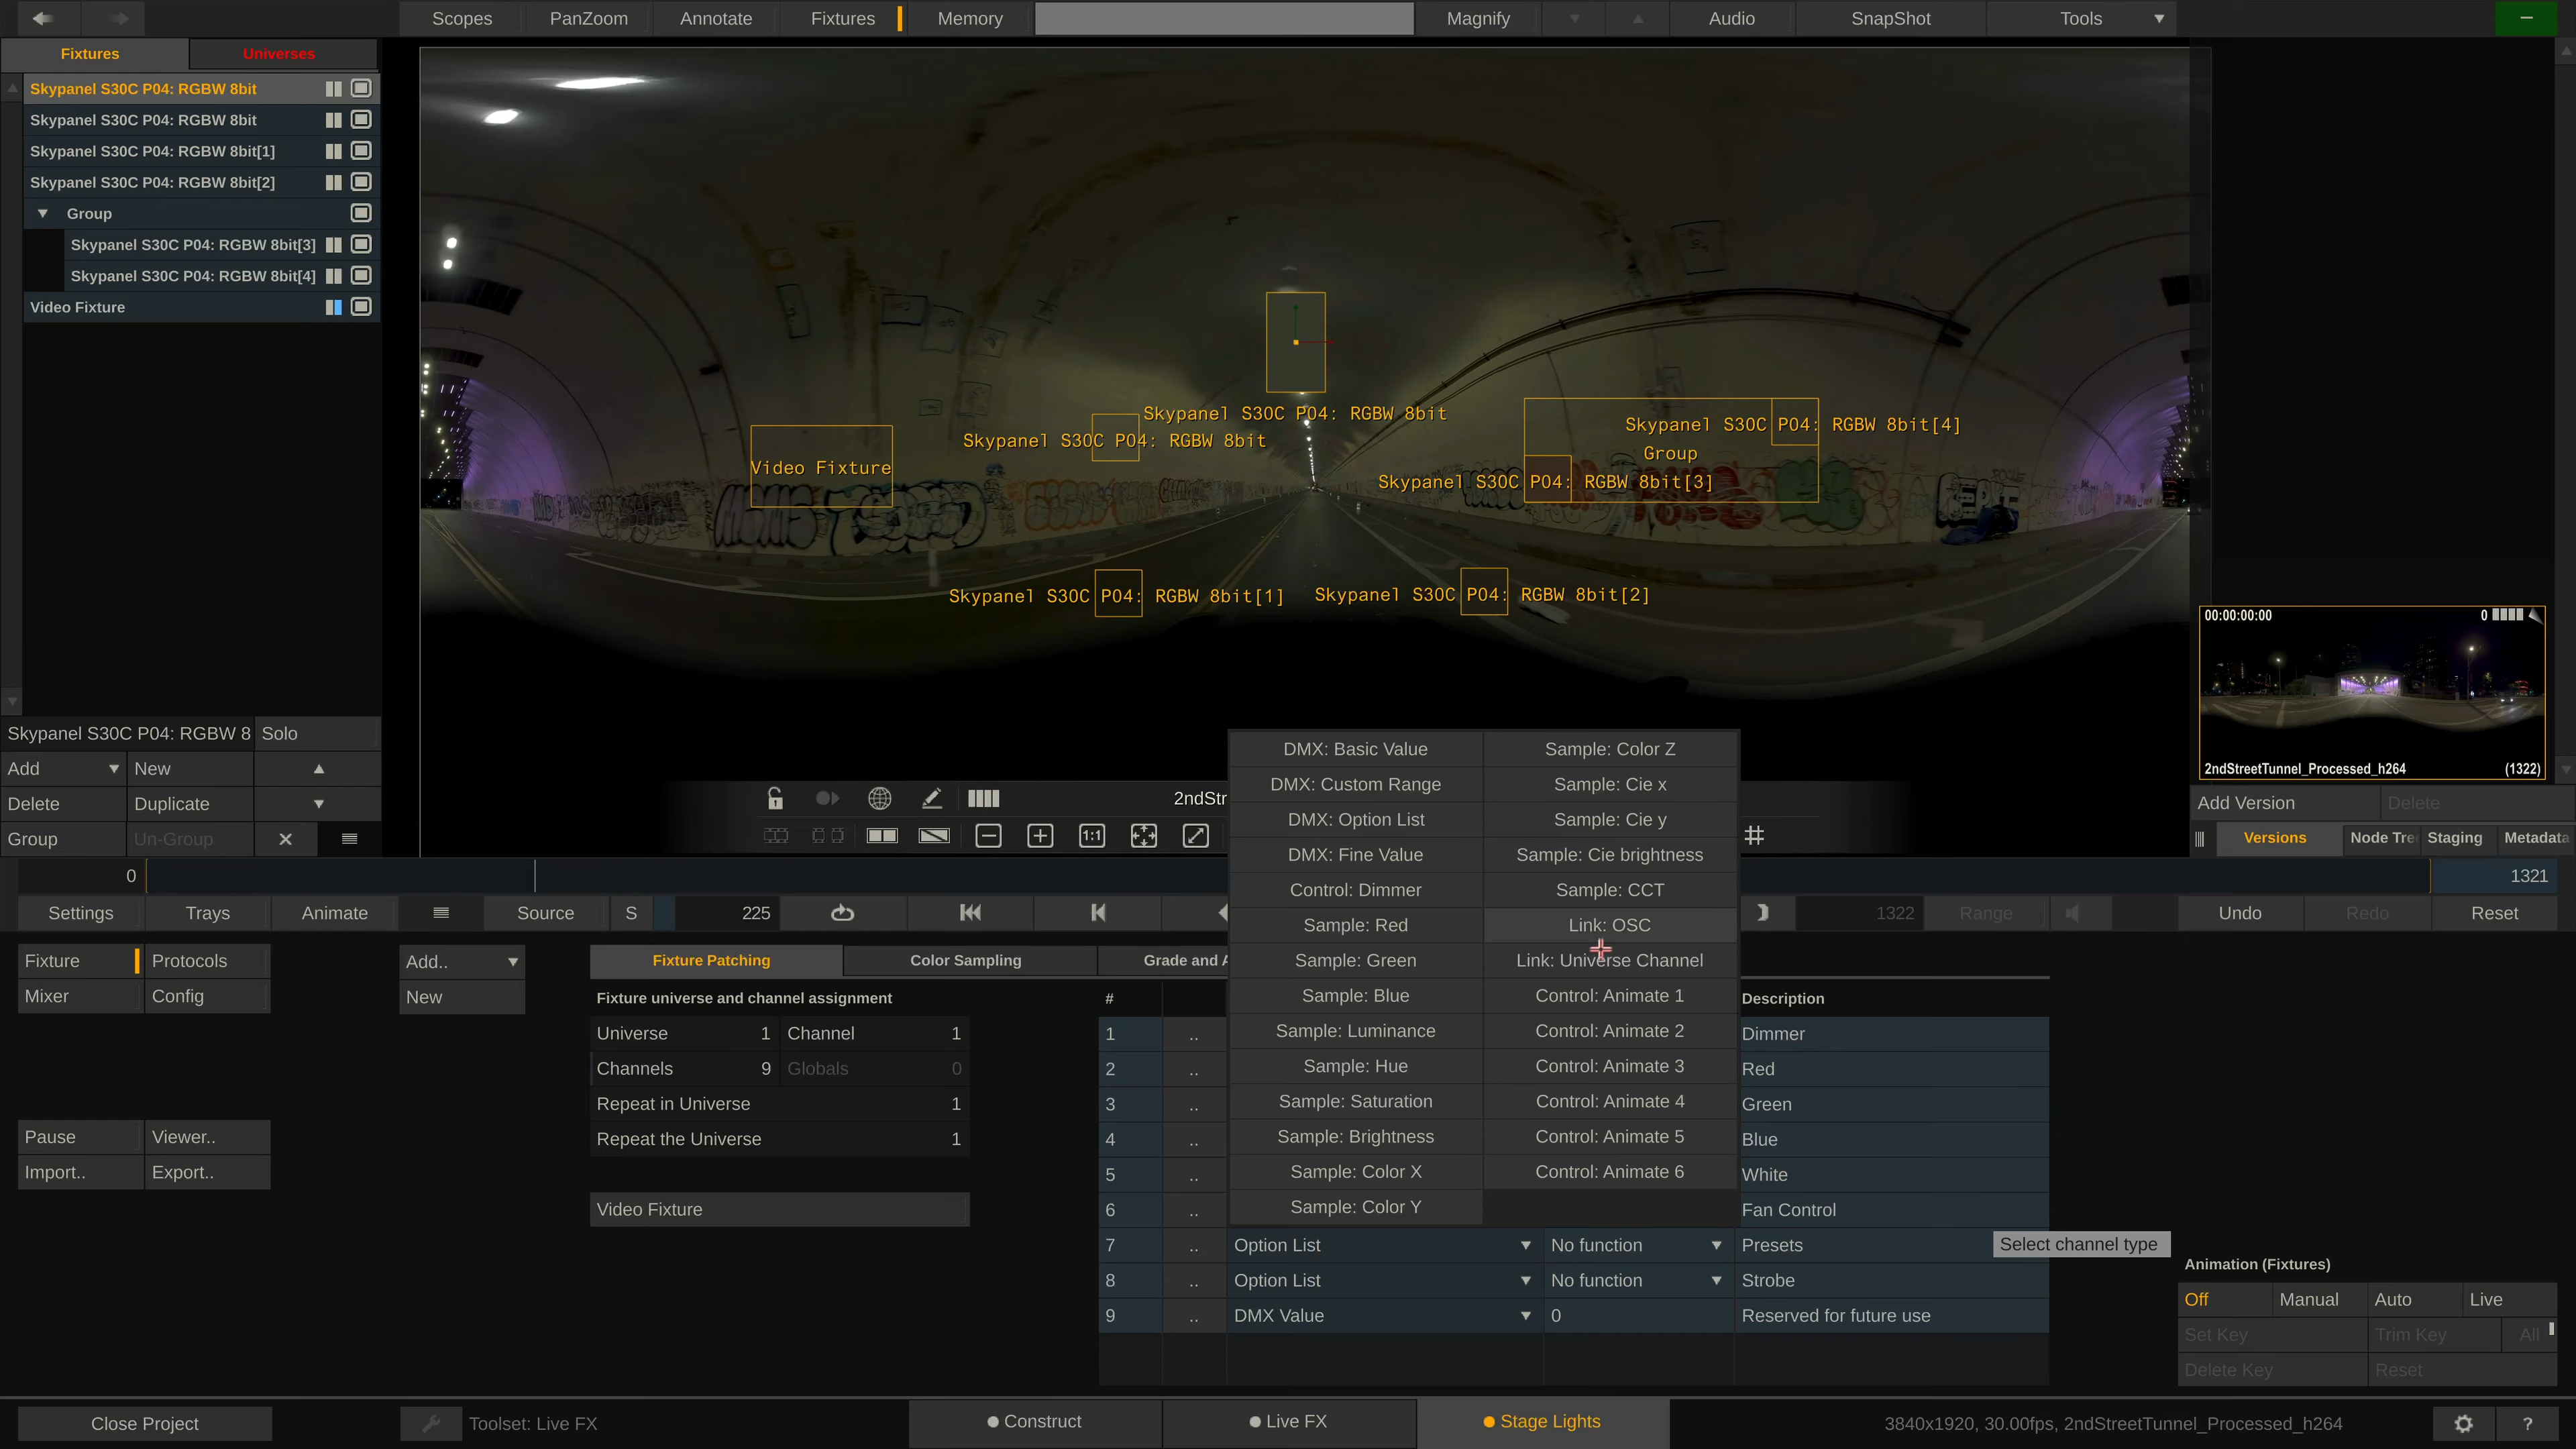 Scopes PanZoom Annotate Fixtures Memory Magnify Audio SnapShot Tools
Fixtures Universes
Skypanel S30C P04: RGBW 8bit
Skypanel S30C P04: RGBW 8bit
Skypanel S30C P04: RGBW 8bit[1]
Skypanel S30C P04: RGBW 8bit[2]
Group
Skypanel S30C P04: RGBW 8bit[3]
Skypanel S30C P04: RGBW 8bit[4]
Video Fixture
Skypanel S30C P04: RGBW 8bit
Skypanel S30C P04: RGBW 8bit
Skypanel S30C P04: RGBW 8bit[4]
Group
Video Fixture
Skypanel S30C P04: RGBW 8bit[3]
Skypanel S30C P04: RGBW 8bit[1]
Skypanel S30C P04: RGBW 8bit[2]
00:00:00:00 0
2ndStreetTunnel_Processed_h264 (1322)
Skypanel S30C P04: RGBW 8 Solo
Add New
Delete Duplicate
Group Un-Group
2ndStr
1:1
Add Version Delete
Versions Node Tre Staging Metadata
0 1321
Settings Trays Animate Source S 225 1322 Range Undo Redo Reset
DMX: Basic Value Sample: Color Z
DMX: Custom Range Sample: Cie x
DMX: Option List Sample: Cie y
DMX: Fine Value Sample: Cie brightness
Control: Dimmer Sample: CCT
Sample: Red Link: OSC
Sample: Green Link: Universe Channel
Sample: Blue Control: Animate 1
Sample: Luminance Control: Animate 2
Sample: Hue Control: Animate 3
Sample: Saturation Control: Animate 4
Sample: Brightness Control: Animate 5
Sample: Color X Control: Animate 6
Sample: Color Y
Fixture Protocols
Mixer Config
Pause Viewer..
Import.. Export..
Add..
New
Fixture Patching Color Sampling Grade and A
Fixture universe and channel assignment
Universe 1 Channel 1
Channels 9 Globals 0
Repeat in Universe 1
Repeat the Universe 1
Video Fixture
# Description
1 .. Dimmer
2 .. Red
3 .. Green
4 .. Blue
5 .. White
6 .. Fan Control
7 .. Option List No function Presets
8 .. Option List No function Strobe
9 .. DMX Value 0 Reserved for future use
Select channel type
Animation (Fixtures)
Off Manual Auto Live
Set Key Trim Key All
Delete Key Reset
Close Project Toolset: Live FX Construct Live FX Stage Lights 3840x1920, 30.00fps, 2ndStreetTunnel_Processed_h264 ?